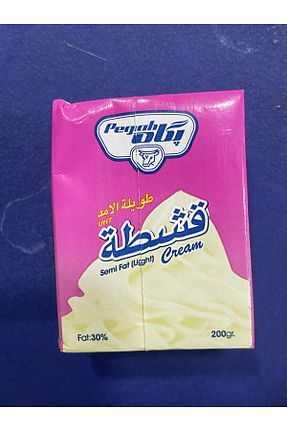 Pegah
پگاه
طويلة الامد
UHT
قشطة
Semi Fat (Light) Cream
Fat:30%
200gr.